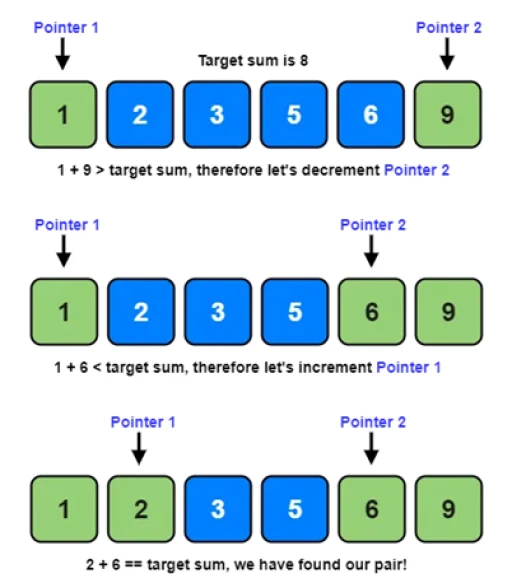 Pointer 1 Pointer 2
Target sum is 8
1 2 3 5 6 9
1 + 9 > target sum, therefore let's decrement Pointer 2
Pointer 1 Pointer 2
1 2 3 5 6 9
1 + 6 < target sum, therefore let's increment Pointer 1
Pointer 1 Pointer 2
1 2 3 5 6 9
2 + 6 == target sum, we have found our pair!